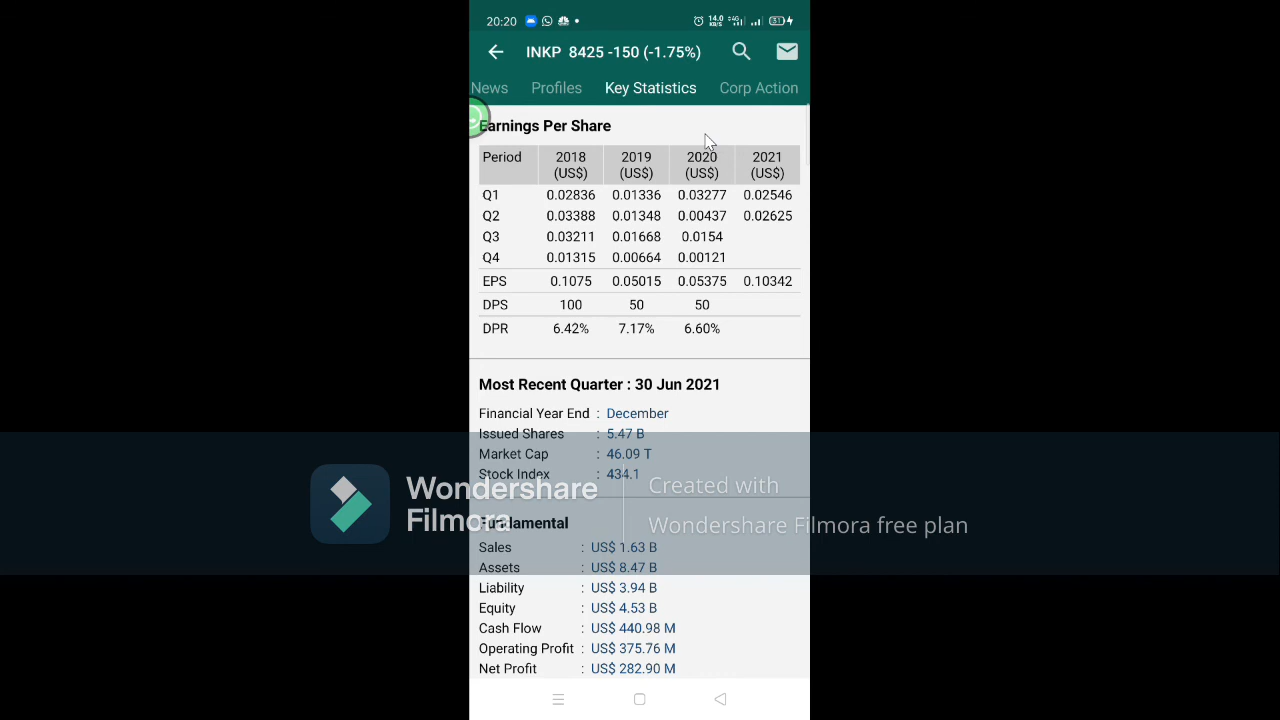 20:20 14.0 KB/S 4G 31
INKP 8425 -150 (-1.75%)
News Profiles Key Statistics Corp Action
Earnings Per Share
Period 2018 (US$) 2019 (US$) 2020 (US$) 2021 (US$)
Q1 0.02836 0.01336 0.03277 0.02546
Q2 0.03388 0.01348 0.00437 0.02625
Q3 0.03211 0.01668 0.0154
Q4 0.01315 0.00664 0.00121
EPS 0.1075 0.05015 0.05375 0.10342
DPS 100 50 50
DPR 6.42% 7.17% 6.60%
Most Recent Quarter : 30 Jun 2021
Financial Year End : December
Issued Shares : 5.47 B
Market Cap : 46.09 T
Stock Index : 434.1
Wondershare Filmora
Created with
Wondershare Filmora free plan
Fundamental
Sales : US$ 1.63 B
Assets : US$ 8.47 B
Liability : US$ 3.94 B
Equity : US$ 4.53 B
Cash Flow : US$ 440.98 M
Operating Profit : US$ 375.76 M
Net Profit : US$ 282.90 M